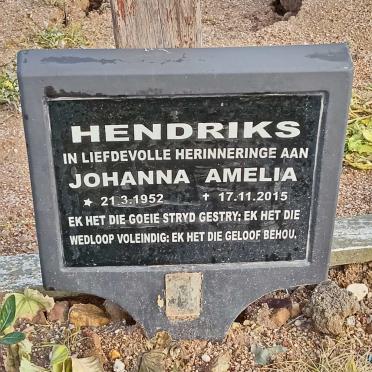 HENDRIKS
IN LIEFDEVOLLE HERINNERINGE AAN
JOHANNA AMELIA
★ 21.3.1952 ✝ 17.11.2015
EK HET DIE GOEIE STRYD GESTRY; EK HET DIE
WEDLOOP VOLEINDIG; EK HET DIE GELOOF BEHOU.